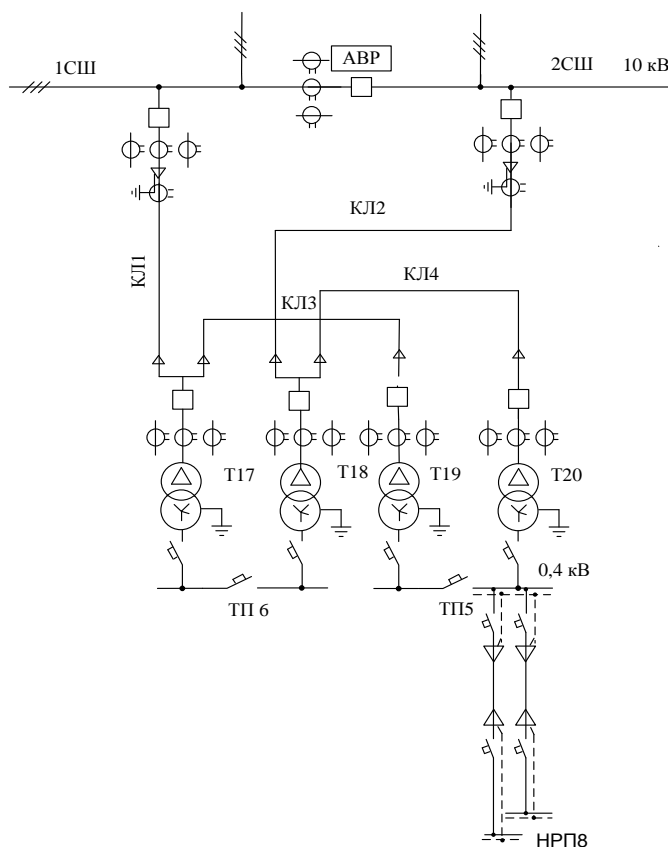 АВР
1СШ
2СШ
10 кВ
КЛ2
КЛ1
КЛ4
КЛ3
Т17
Т18
Т19
Т20
0,4 кВ
ТП 6
ТП5
НРП8